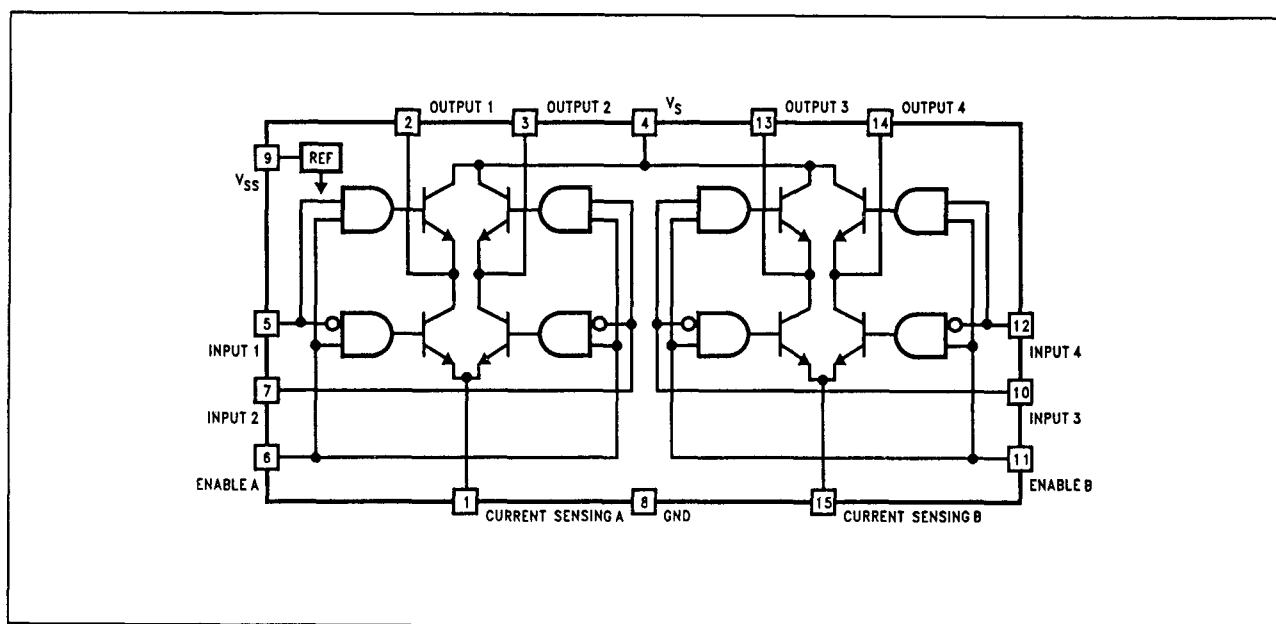 OUTPUT 1
OUTPUT 2
VS
OUTPUT 3
OUTPUT 4
2
3
4
13
14
9
REF
VSS
5
12
INPUT 1
INPUT 4
7
10
INPUT 2
INPUT 3
6
11
ENABLE A
ENABLE B
1
CURRENT SENSING A
8
GND
15
CURRENT SENSING B